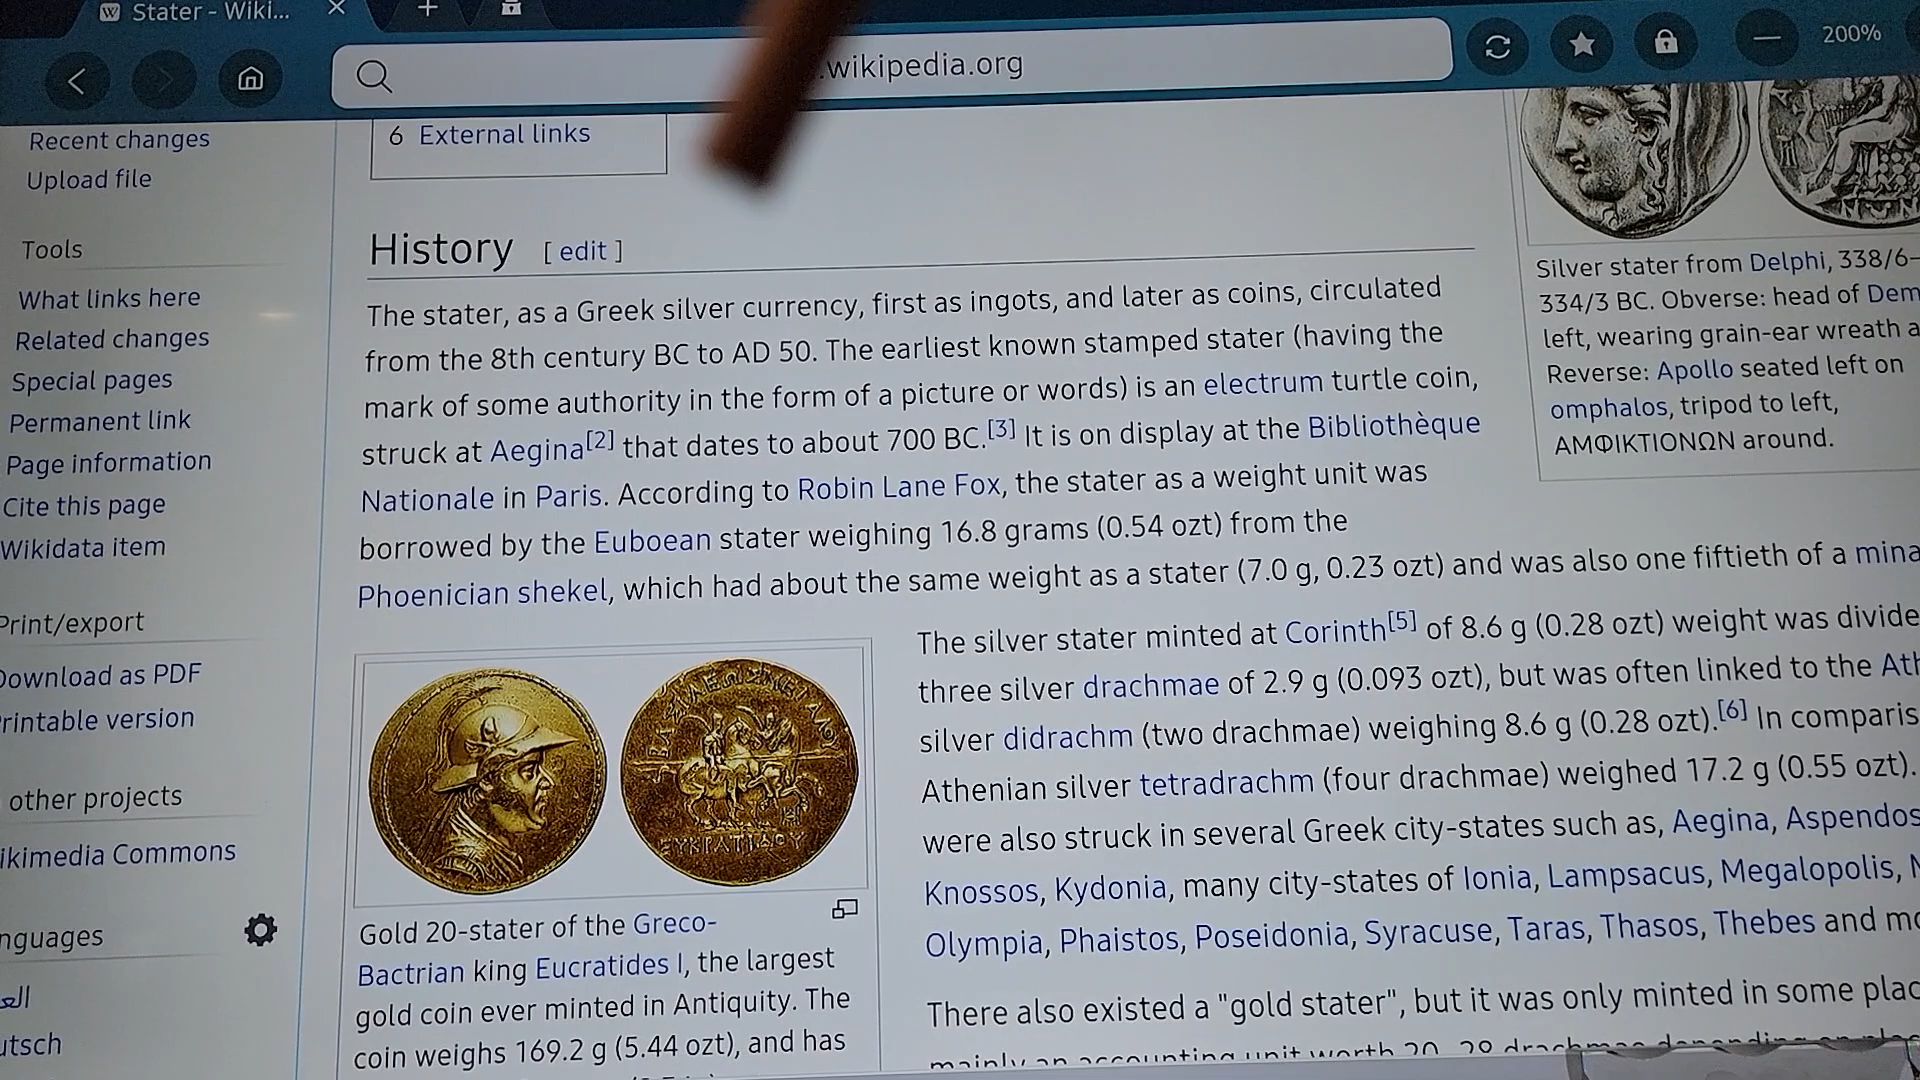 Stater - Wiki...
.wikipedia.org
200%
Recent changes
Upload file
Tools
What links here
Related changes
Special pages
Permanent link
Page information
Cite this page
Wikidata item
Print/export
Download as PDF
rintable version
other projects
ikimedia Commons
nguages
utsch
6 External links
History [ edit ]
The stater, as a Greek silver currency, first as ingots, and later as coins, circulated
from the 8th century BC to AD 50. The earliest known stamped stater (having the
mark of some authority in the form of a picture or words) is an electrum turtle coin,
struck at Aegina[2] that dates to about 700 BC.[3] It is on display at the Bibliothèque
Nationale in Paris. According to Robin Lane Fox, the stater as a weight unit was
borrowed by the Euboean stater weighing 16.8 grams (0.54 ozt) from the
Phoenician shekel, which had about the same weight as a stater (7.0 g, 0.23 ozt) and was also one fiftieth of a mina
Silver stater from Delphi, 338/6–
334/3 BC. Obverse: head of Dem
left, wearing grain-ear wreath a
Reverse: Apollo seated left on
omphalos, tripod to left,
ΑΜΦΙΚΤΙΟΝΩΝ around.
ΕΥΚΡΑΤΙΔΟΥ
Gold 20-stater of the Greco-
Bactrian king Eucratides I, the largest
gold coin ever minted in Antiquity. The
coin weighs 169.2 g (5.44 ozt), and has
The silver stater minted at Corinth[5] of 8.6 g (0.28 ozt) weight was divide
three silver drachmae of 2.9 g (0.093 ozt), but was often linked to the Ath
silver didrachm (two drachmae) weighing 8.6 g (0.28 ozt).[6] In comparis
Athenian silver tetradrachm (four drachmae) weighed 17.2 g (0.55 ozt).
were also struck in several Greek city-states such as, Aegina, Aspendos
Knossos, Kydonia, many city-states of Ionia, Lampsacus, Megalopolis,
Olympia, Phaistos, Poseidonia, Syracuse, Taras, Thasos, Thebes and mo
There also existed a "gold stater", but it was only minted in some plac
mainly an accounting unit worth 20–28 drachmae depending on